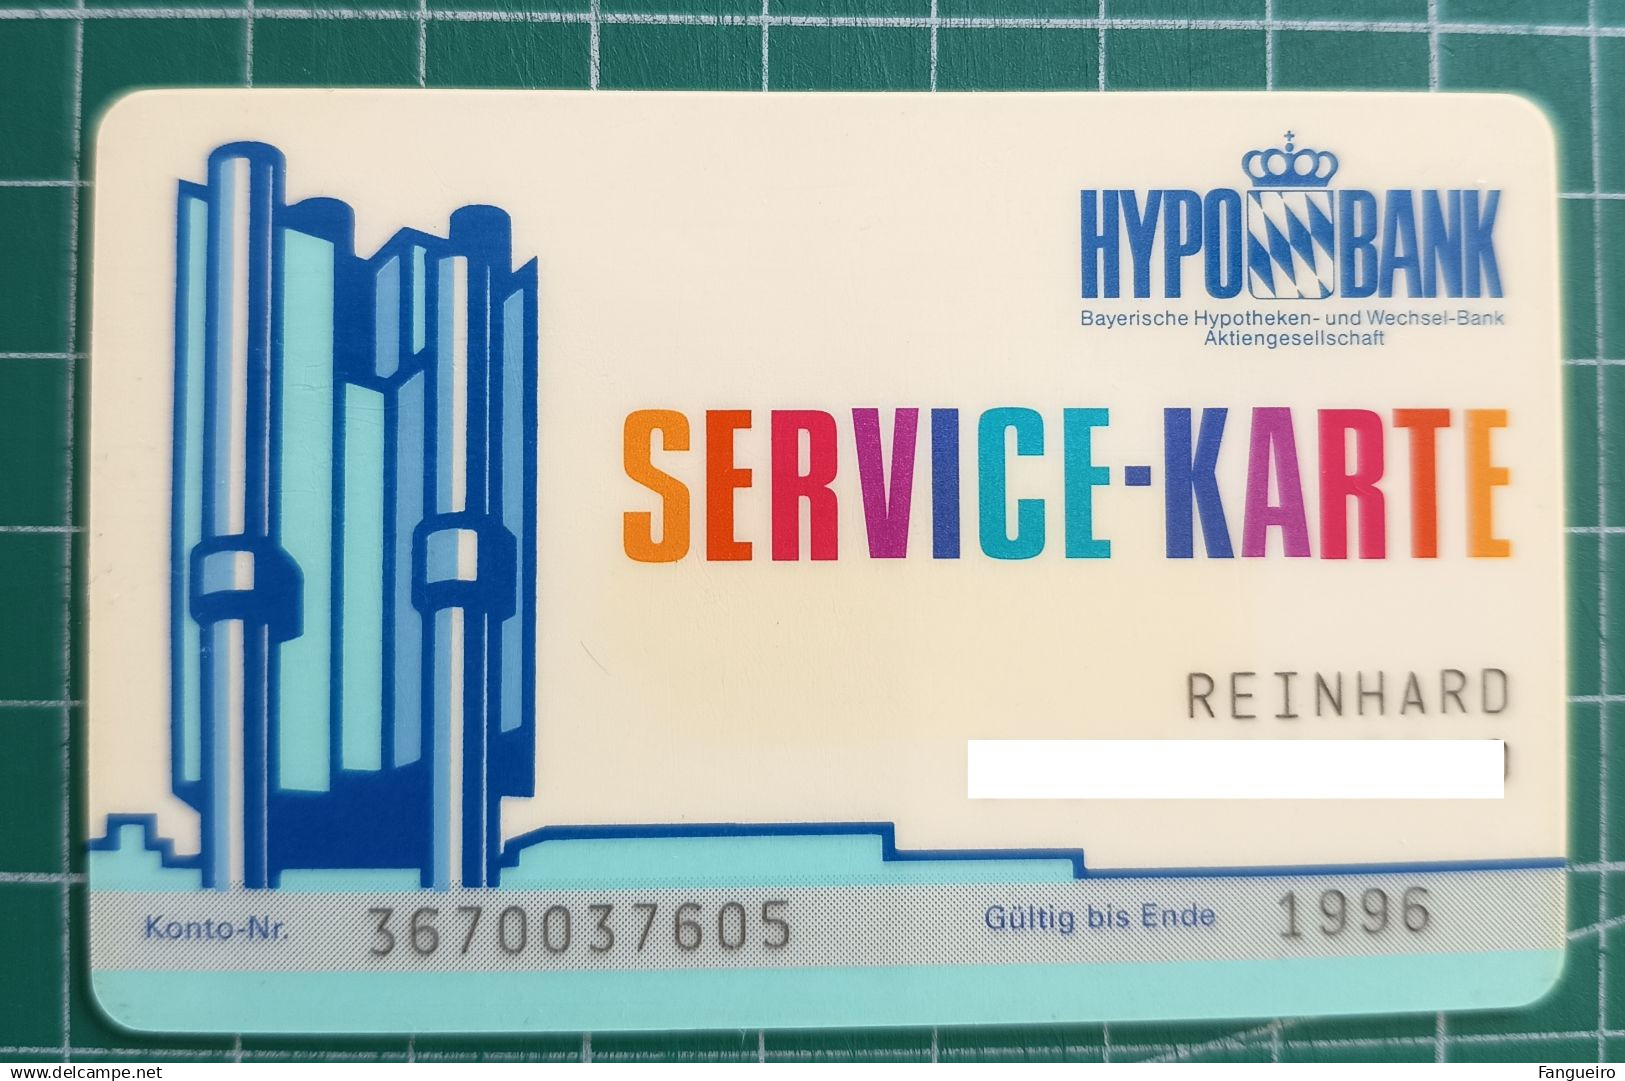 HYPO BANK
Bayerische Hypotheken- und Wechsel-Bank
Aktiengesellschaft
SERVICE-KARTE
REINHARD
Konto-Nr. 3670037605 Gültig bis Ende 1996
www.delcampe.net
Fangueiro